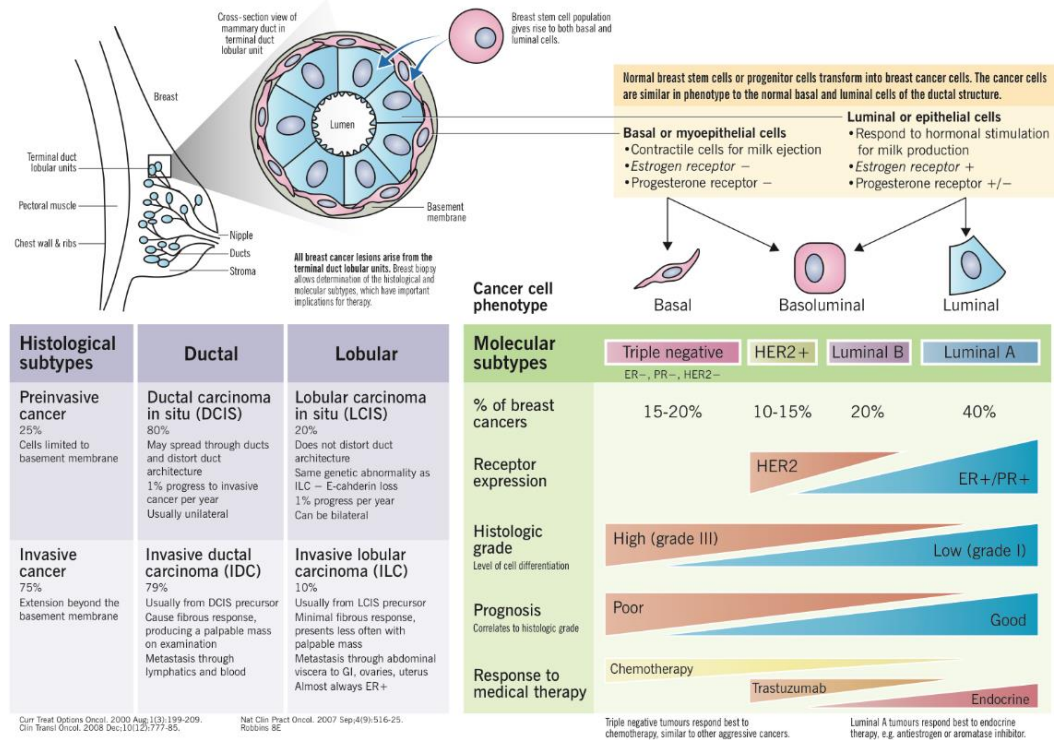 Cross-section view of
mammary duct in
terminal duct
lobular unit
Breast stem cell population
gives rise to both basal and
luminal cells.
Breast
Lumen
Terminal duct
lobular units
Pectoral muscle
Chest wall & ribs
Nipple
Ducts
Stroma
Basement
membrane
All breast cancer lesions arise from the
terminal duct lobular units. Breast biopsy
allows determination of the histological and
molecular subtypes, which have important
implications for therapy.
Normal breast stem cells or progenitor cells transform into breast cancer cells. The cancer cells
are similar in phenotype to the normal basal and luminal cells of the ductal structure.
Basal or myoepithelial cells
•Contractile cells for milk ejection
•Estrogen receptor −
•Progesterone receptor −
Luminal or epithelial cells
•Respond to hormonal stimulation
for milk production
•Estrogen receptor +
•Progesterone receptor +/−
Cancer cell
phenotype
Basal
Basoluminal
Luminal
Histological
subtypes
Ductal
Lobular
Preinvasive
cancer
25%
Cells limited to
basement membrane
Ductal carcinoma
in situ (DCIS)
80%
May spread through ducts
and distort duct
architecture
1% progress to invasive
cancer per year
Usually unilateral
Lobular carcinoma
in situ (LCIS)
20%
Does not distort duct
architecture
Same genetic abnormality as
ILC − E-cahderin loss
1% progress per year
Can be bilateral
Invasive
cancer
75%
Extension beyond the
basement membrane
Invasive ductal
carcinoma (IDC)
79%
Usually from DCIS precursor
Cause fibrous response,
producing a palpable mass
on examination
Metastasis through
lymphatics and blood
Invasive lobular
carcinoma (ILC)
10%
Usually from LCIS precursor
Minimal fibrous response,
presents less often with
palpable mass
Metastasis through abdominal
viscera to GI, ovaries, uterus
Almost always ER+
Molecular
subtypes
Triple negative
ER−, PR−, HER2−
HER2+
Luminal B
Luminal A
% of breast
cancers
15-20%
10-15%
20%
40%
Receptor
expression
HER2
ER+/PR+
Histologic
grade
Level of cell differentiation
High (grade III)
Low (grade I)
Prognosis
Correlates to histologic grade
Poor
Good
Response to
medical therapy
Chemotherapy
Trastuzumab
Endocrine
Curr Treat Options Oncol. 2000 Aug;1(3):199-209.
Clin Transl Oncol. 2008 Dec;10(12):777-85.
Nat Clin Pract Oncol. 2007 Sep;4(9):516-25.
Robbins 8E
Triple negative tumours respond best to
chemotherapy, similar to other aggressive cancers.
Luminal A tumours respond best to endocrine
therapy, e.g. antiestrogen or aromatase inhibitor.